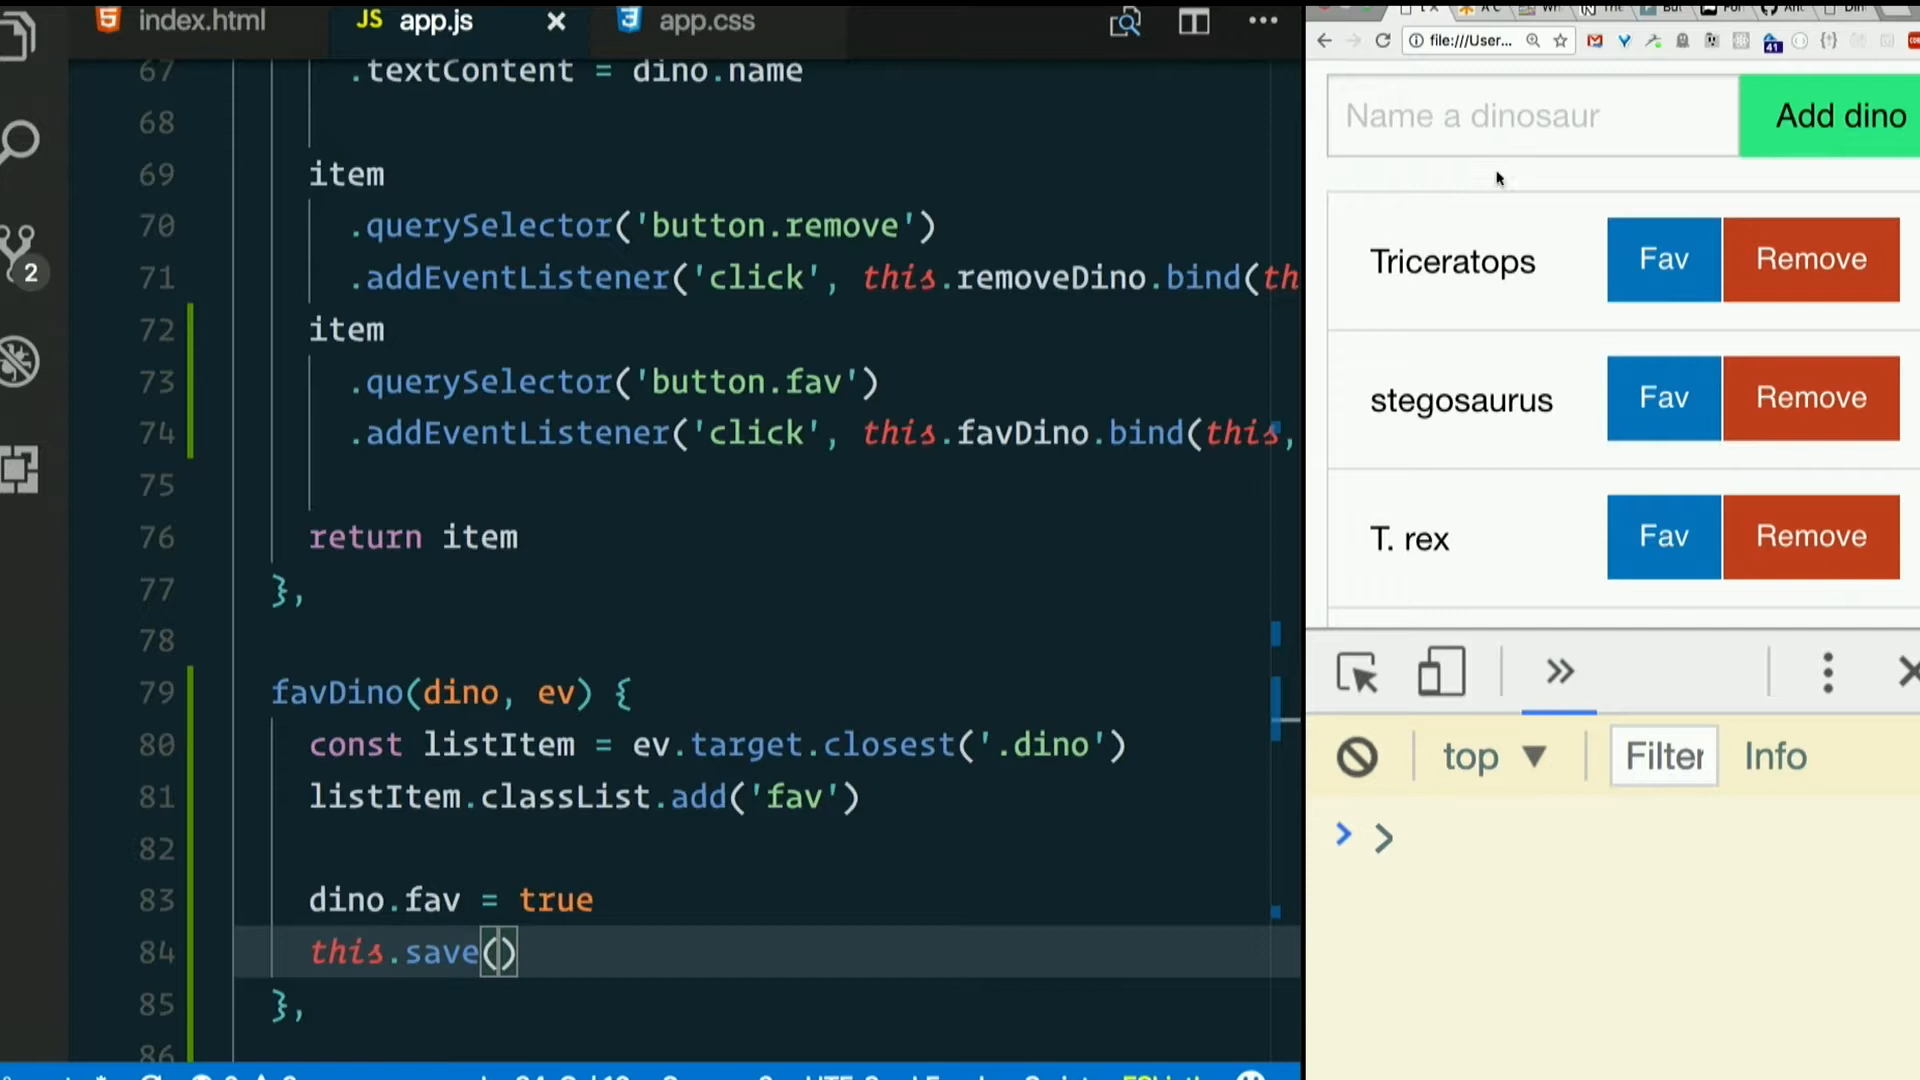 index.html
JS app.js
app.css
67 .textContent = dino.name
68
69 item
70 .querySelector('button.remove')
71 .addEventListener('click', this.removeDino.bind(th
72 item
73 .querySelector('button.fav')
74 .addEventListener('click', this.favDino.bind(this,
75
76 return item
77 },
78
79 favDino(dino, ev) {
80 const listItem = ev.target.closest('.dino')
81 listItem.classList.add('fav')
82
83 dino.fav = true
84 this.save()
85 },
86
2
file:///User...
41
Name a dinosaur
Add dino
Triceratops
Fav
Remove
stegosaurus
Fav
Remove
T. rex
Fav
Remove
top
Filter
Info